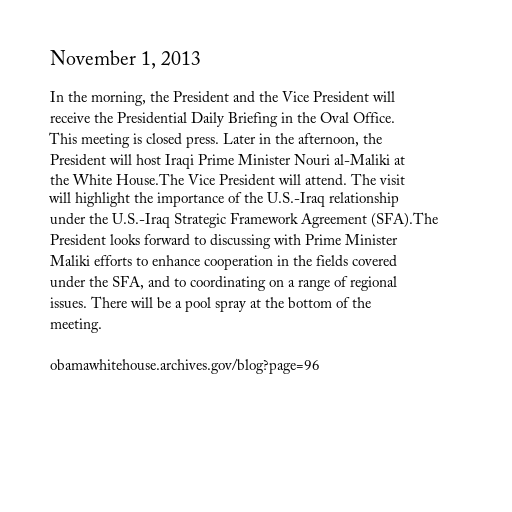 November 1, 2013
In the morning, the President and the Vice President will
receive the Presidential Daily Briefing in the Oval Office.
This meeting is closed press. Later in the afternoon, the
President will host Iraqi Prime Minister Nouri al-Maliki at
the White House.The Vice President will attend. The visit
will highlight the importance of the U.S.-Iraq relationship
under the U.S.-Iraq Strategic Framework Agreement (SFA).The
President looks forward to discussing with Prime Minister
Maliki efforts to enhance cooperation in the fields covered
under the SFA, and to coordinating on a range of regional
issues. There will be a pool spray at the bottom of the
meeting.
obamawhitehouse.archives.gov/blog?page=96